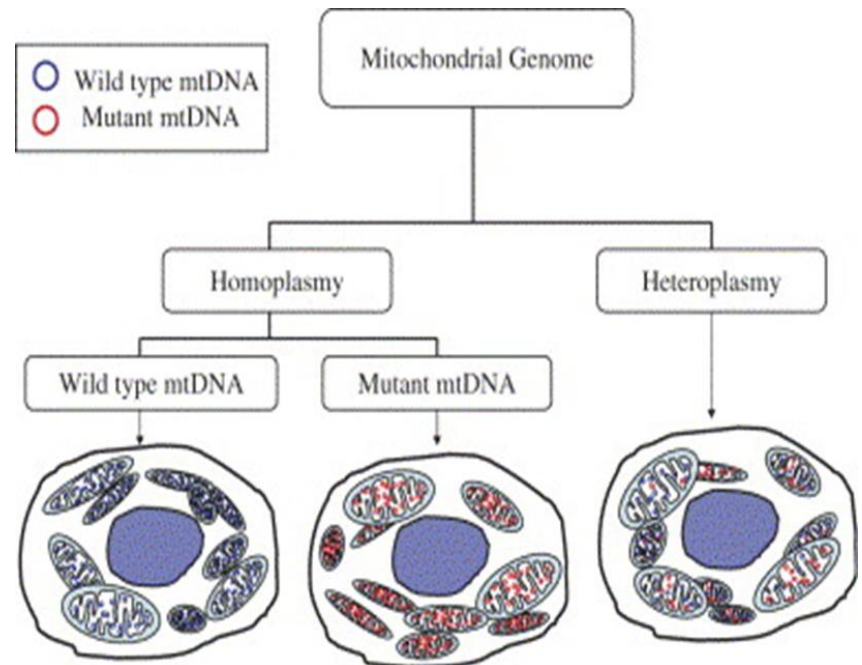 Mitochondrial Genome
Wild type mtDNA
Mutant mtDNA
Homoplasmy
Heteroplasmy
Wild type mtDNA
Mutant mtDNA